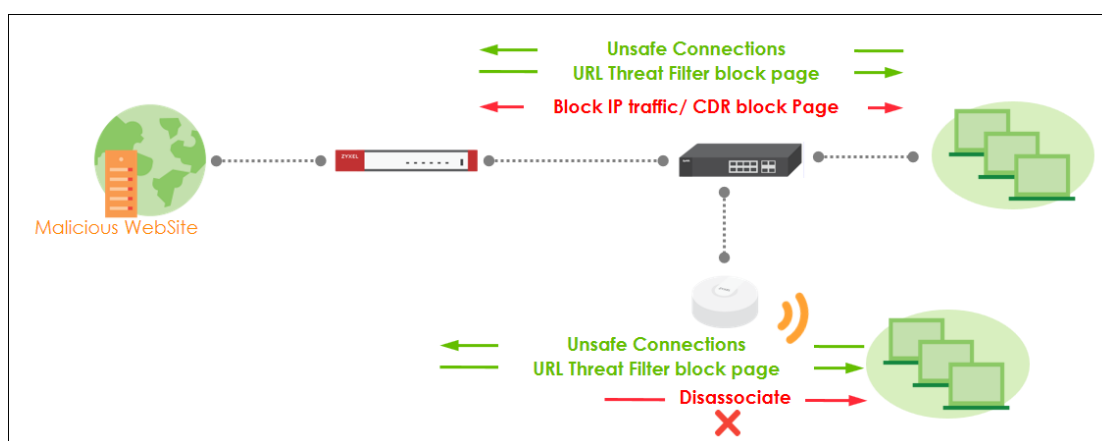 Unsafe Connections
URL Threat Filter block page
Block IP traffic/ CDR block Page
ZYXEL
Malicious WebSite
Unsafe Connections
URL Threat Filter block page
Disassociate